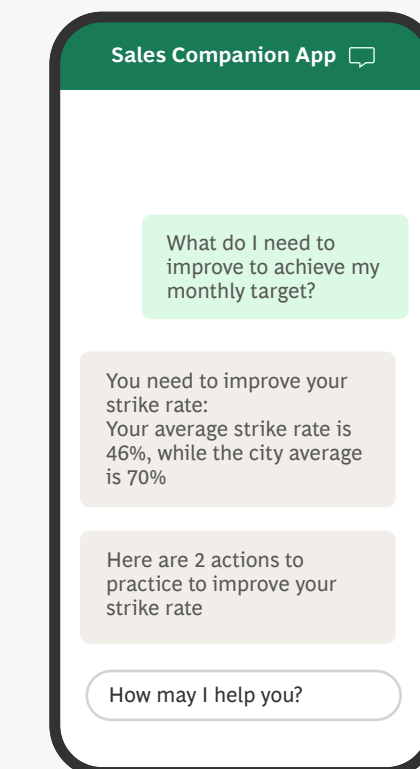 Sales Companion App
What do I need to
improve to achieve my
monthly target?
You need to improve your
strike rate:
Your average strike rate is
46%, while the city average
is 70%
Here are 2 actions to
practice to improve your
strike rate
How may I help you?